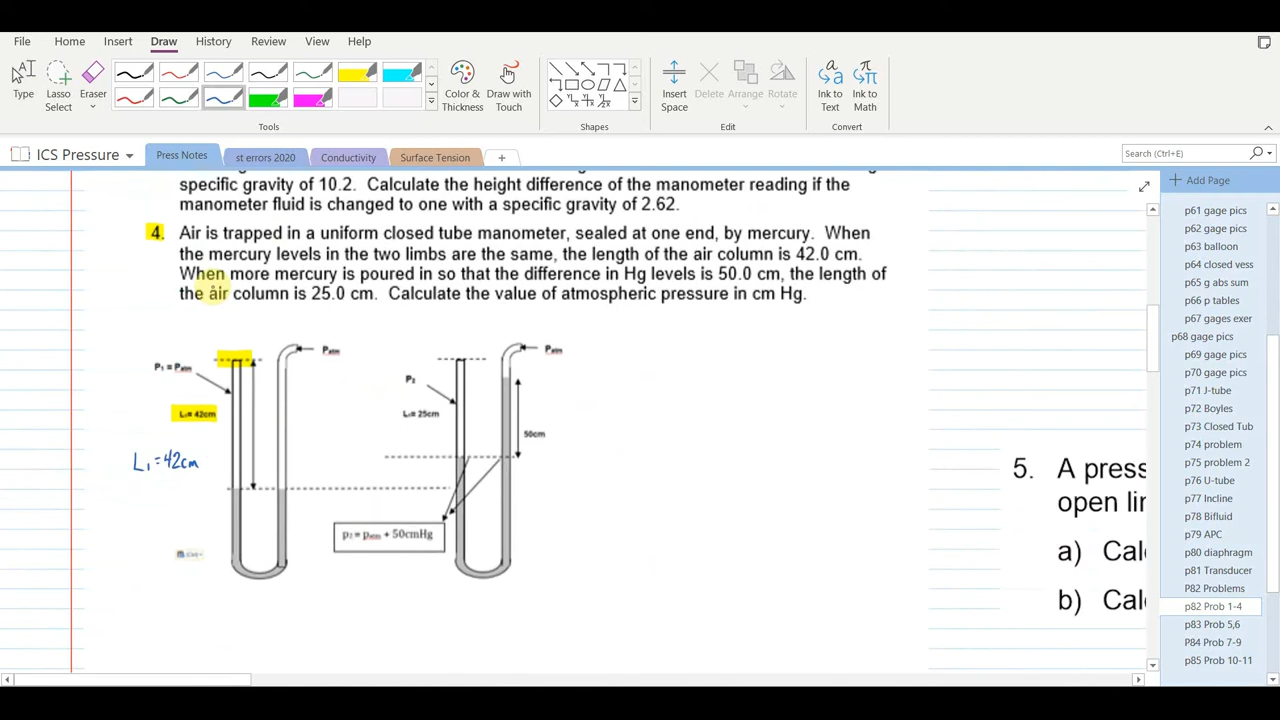 File Home Insert Draw History Review View Help
Type Lasso Select Eraser Color & Thickness Draw with Touch Insert Space Delete Arrange Rotate Ink to Text Ink to Math
Tools Shapes Edit Convert
ICS Pressure Press Notes st errors 2020 Conductivity Surface Tension + Search (Ctrl+E)
specific gravity of 10.2. Calculate the height difference of the manometer reading if the
manometer fluid is changed to one with a specific gravity of 2.62.
4. Air is trapped in a uniform closed tube manometer, sealed at one end, by mercury. When
the mercury levels in the two limbs are the same, the length of the air column is 42.0 cm.
When more mercury is poured in so that the difference in Hg levels is 50.0 cm, the length of
the air column is 25.0 cm. Calculate the value of atmospheric pressure in cm Hg.
Patm
Patm
P₁ = Patm
P₂
L₁= 42cm
L₂= 25cm
50cm
L₁=42cm
p₂ = patm + 50cmHg
5. A press
open lin
a) Calc
b) Calc
Add Page
p61 gage pics
p62 gage pics
p63 balloon
p64 closed vess
p65 g abs sum
p66 p tables
p67 gages exer
p68 gage pics
p69 gage pics
p70 gage pics
p71 J-tube
p72 Boyles
p73 Closed Tub
p74 problem
p75 problem 2
p76 U-tube
p77 Incline
p78 Bifluid
p79 APC
p80 diaphragm
p81 Transducer
P82 Problems
p82 Prob 1-4
p83 Prob 5,6
P84 Prob 7-9
p85 Prob 10-11